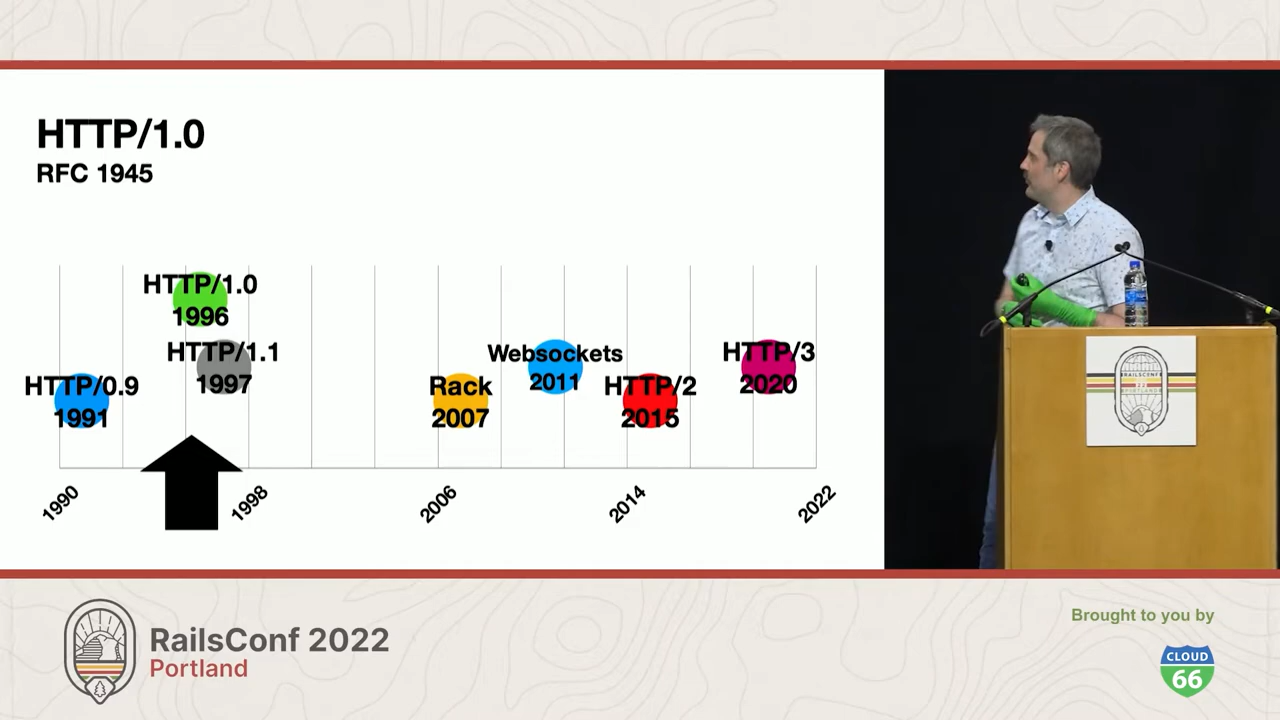 HTTP/1.0
RFC 1945
HTTP/1.0
1996
HTTP/1.1
1997
HTTP/0.9
1991
Rack
2007
Websockets
2011
HTTP/2
2015
HTTP/3
2020
1990
1998
2006
2014
2022
RAILSCONF
RailsConf 2022
Portland
Brought to you by
CLOUD
66